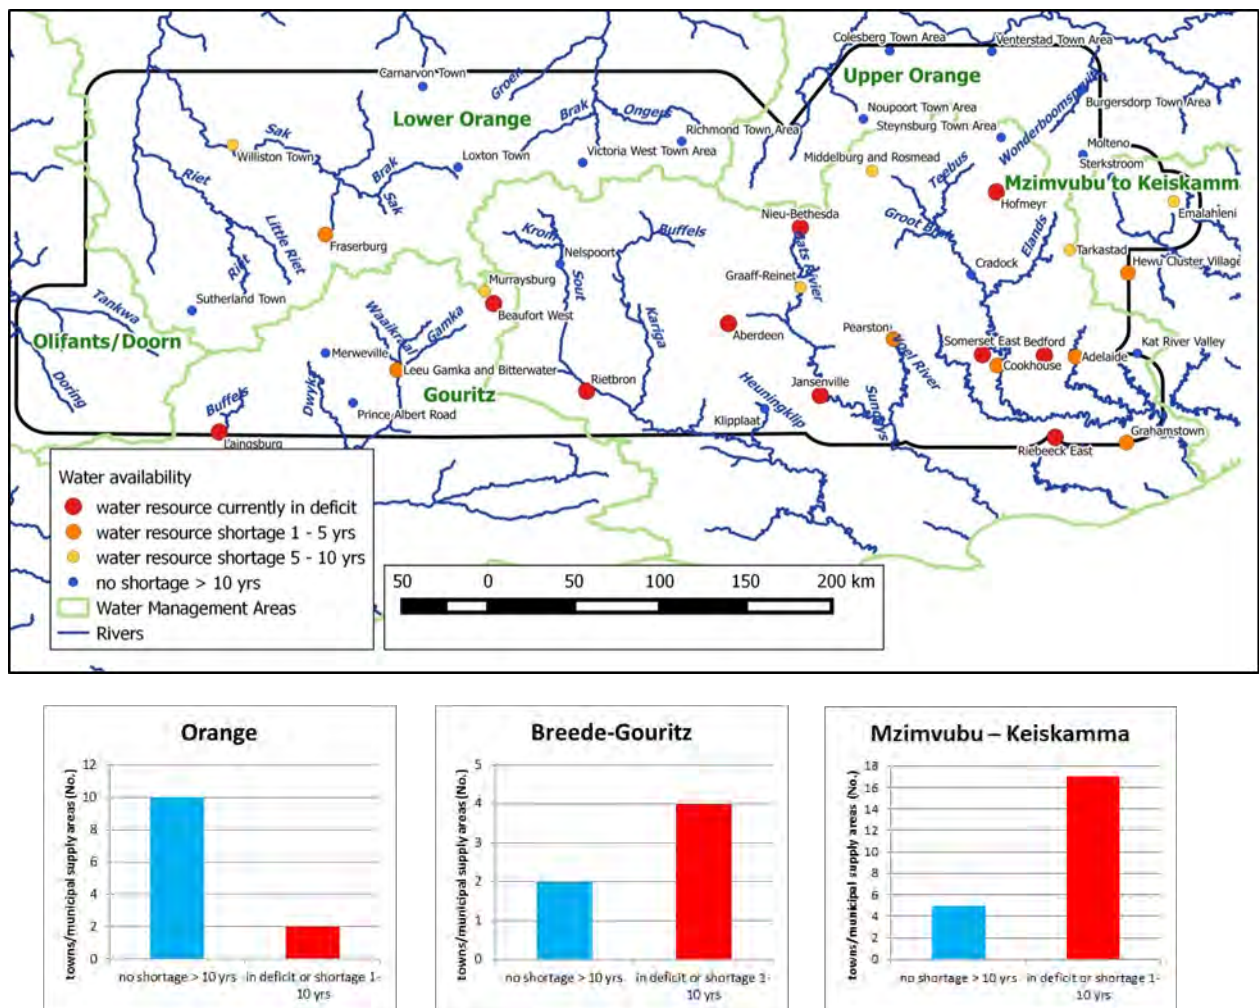 Colesberg Town Area
Venterstad Town Area
Carnarvon Town
Groen
Upper Orange
Wonderboomspruit
Lower Orange
Brak
Ongers
Noupoort Town Area
Burgersdorp Town Area
Sak
Richmond Town Area
Steynsburg Town Area
Williston Town
Brak
Loxton Town
Victoria West Town Area
Middelburg and Rosmead
Teebus
Molteno
Sterkstroom
Riet
Sak
Mzimvubu to Keiskamm
Hofmeyr
Emalahleni
Nieu-Bethesda
Little Riet
Fraserburg
Krom
Buffels
Groot Brak
Elands
Riet
Nelspoort
Gats Rivier
Tarkastad
Hewu Cluster Village
Murraysburg
Graaff-Reinet
Cradock
Tankwa
Sutherland Town
Beaufort West
Sout
Kariga
Waaikraal
Gamka
Aberdeen
Pearston
Voel River
Olifants/Doorn
Merweville
Somerset East
Bedford
Kat River Valley
Cookhouse
Adelaide
Doring
Leeu Gamka and Bitterwater
Dwyka
Gouritz
Rietbron
Heuningklip
Jansenville
Sundays
Buffels
Prince Albert Road
Klipplaat
Grahamstown
Laingsburg
Riebeeck East
Water availability
water resource currently in deficit
water resource shortage 1 - 5 yrs
water resource shortage 5 - 10 yrs
no shortage > 10 yrs
Water Management Areas
Rivers
50 0 50 100 150 200 km
Orange
towns/municipal supply areas (No.)
12
10
8
6
4
2
0
no shortage > 10 yrs
in deficit or shortage 1-
10 yrs
Breede-Gouritz
towns/municipal supply areas (No.)
5
4
3
2
1
0
no shortage > 10 yrs
in deficit or shortage 1-
10 yrs
Mzimvubu – Keiskamma
towns/municipal supply areas (No.)
18
16
14
12
10
8
6
4
2
0
no shortage > 10 yrs
in deficit or shortage 1-
10 yrs